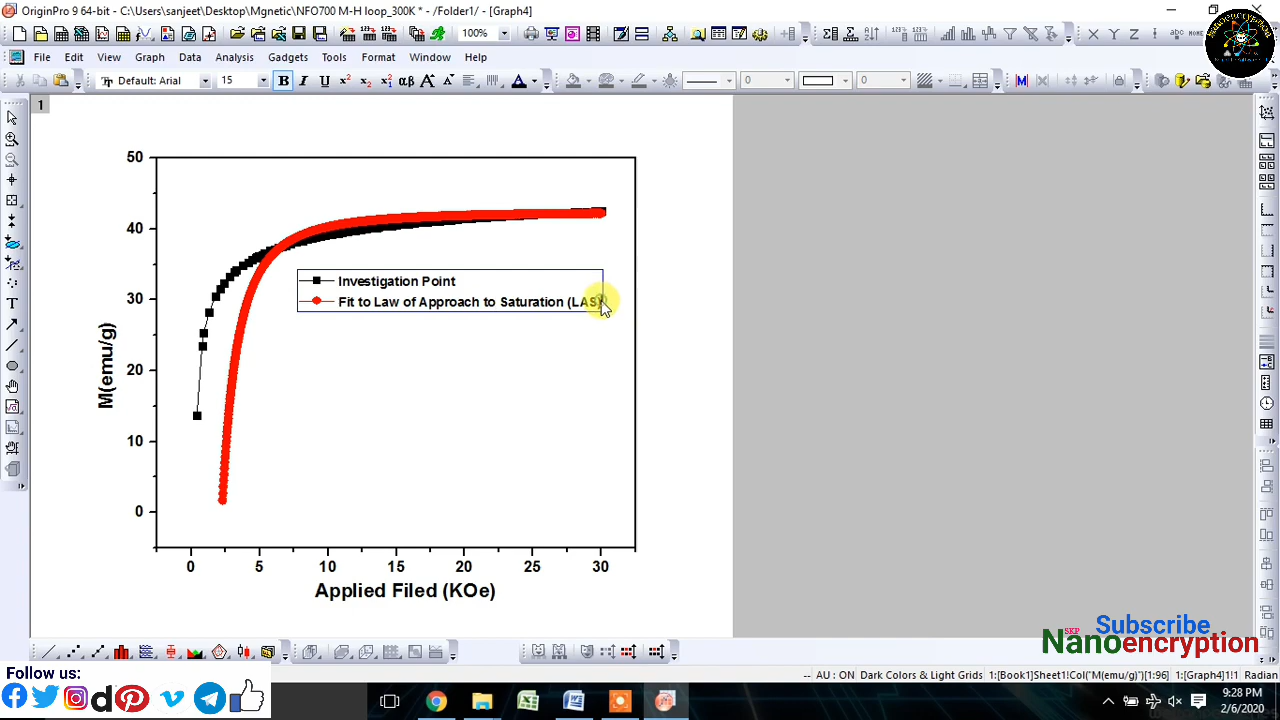 OriginPro 9 64-bit - C:\Users\sanjeet\Desktop\Mgnetic\NFO700 M-H loop_300K * - /Folder1/ - [Graph4]
100%
File Edit View Graph Data Analysis Gadgets Tools Format Window Help
Default: Arial 15 B I U 0 0
1
50
40
30
20
10
0
M(emu/g)
Investigation Point
Fit to Law of Approach to Saturation (LAS)
0 5 10 15 20 25 30
Applied Filed (KOe)
Subscribe
SKP
Nanoencryption
Follow us:
-- AU : ON Dark Colors & Light Grids 1:[Book1]Sheet1!Col("M(emu/g)")[1:96] 1:[Graph4]1!1 Radian
9:28 PM
2/6/2020